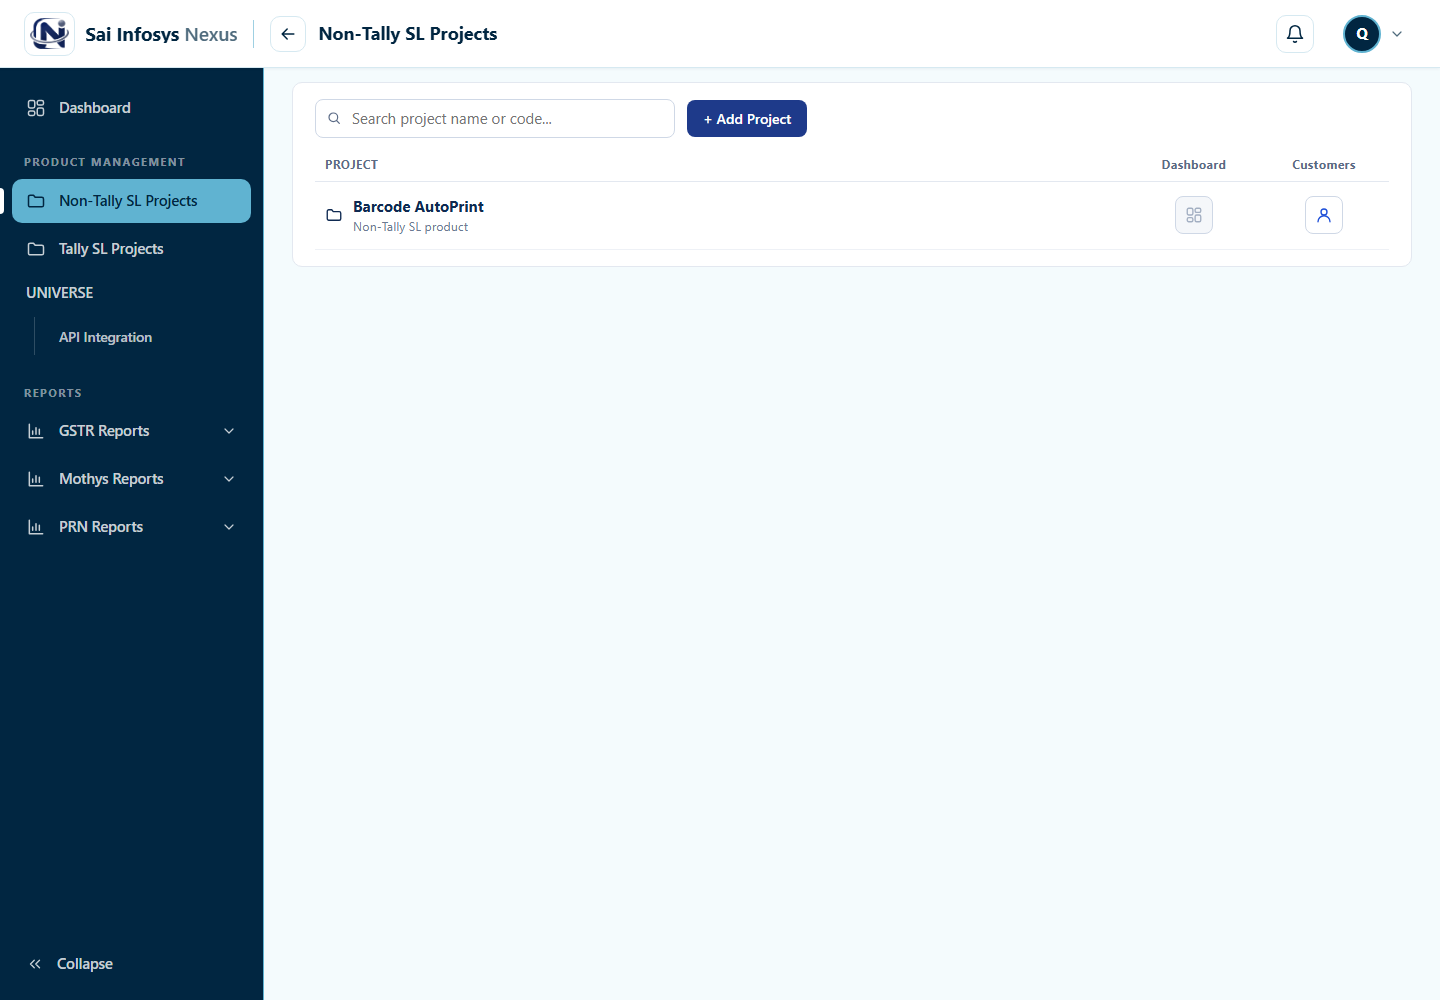 Sai Infosys Nexus
Non-Tally SL Projects
Q
Dashboard
PRODUCT MANAGEMENT
Non-Tally SL Projects
Tally SL Projects
UNIVERSE
API Integration
REPORTS
GSTR Reports
Mothys Reports
PRN Reports
Collapse
Search project name or code...
+ Add Project
PROJECT Dashboard Customers
Barcode AutoPrint
Non-Tally SL product